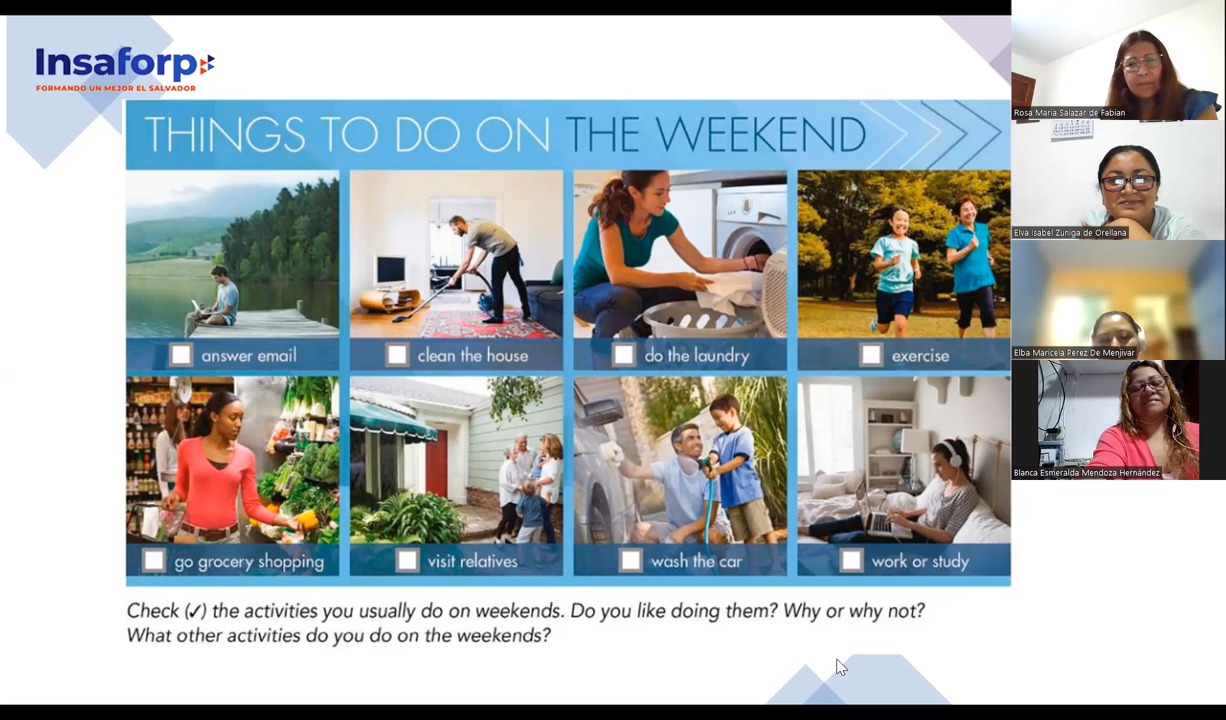 Insaforp
FORMANDO UN MEJOR EL SALVADOR
THINGS TO DO ON THE WEEKEND
answer email
clean the house
do the laundry
exercise
go grocery shopping
visit relatives
wash the car
work or study
Check (✓) the activities you usually do on weekends. Do you like doing them? Why or why not?
What other activities do you do on the weekends?
Rosa Maria Salazar de Fabian
Elva Isabel Zuniga de Orellana
Elba Maricela Perez De Menjivar
Blanca Esmeralda Mendoza Hernández